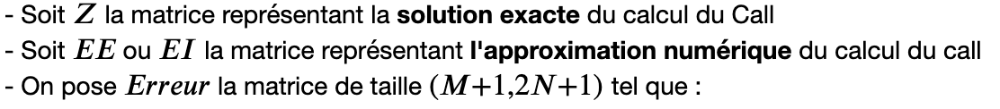 - Soit Z la matrice représentant la solution exacte du calcul du Call
- Soit EE ou EI la matrice représentant l'approximation numérique du calcul du call
- On pose Erreur la matrice de taille (M+1,2N+1) tel que :